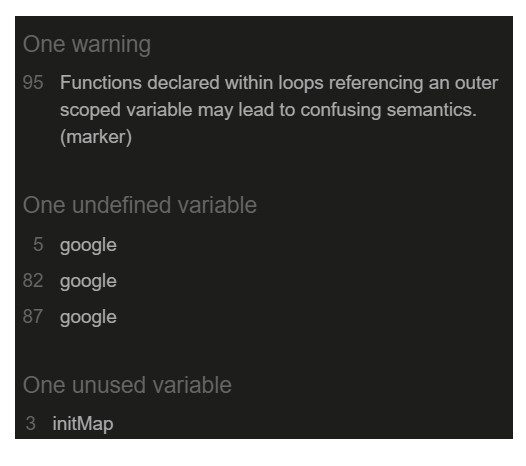 One warning
95 Functions declared within loops referencing an outer
scoped variable may lead to confusing semantics.
(marker)
One undefined variable
5 google
82 google
87 google
One unused variable
3 initMap